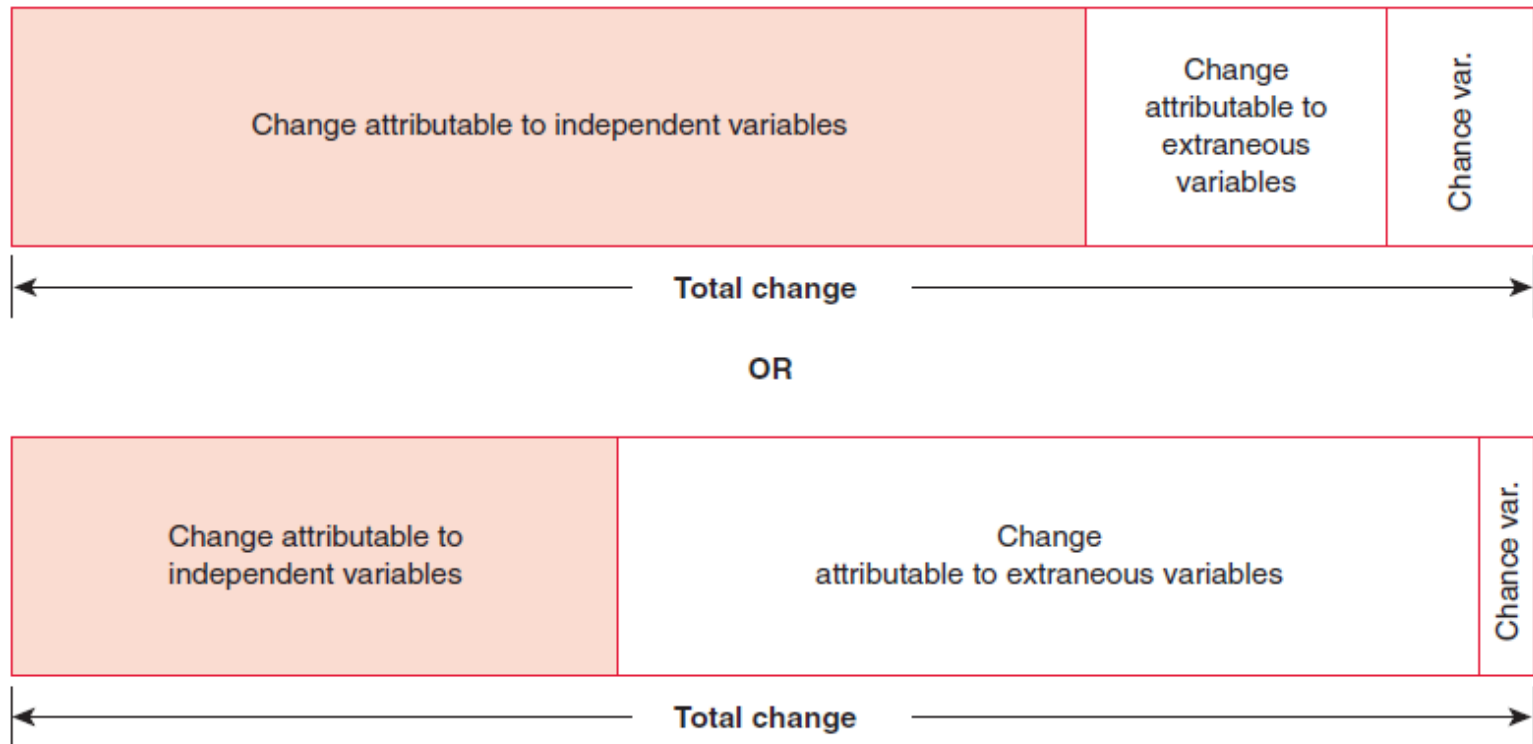 Change attributable to independent variables
Change
attributable to
extraneous
variables
Chance var.
Total change
OR
Change attributable to
independent variables
Change
attributable to extraneous variables
Chance var.
Total change